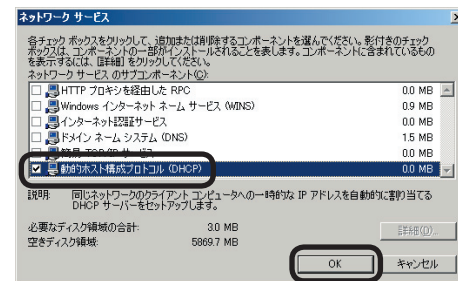 ネットワーク サービス
各チェック ボックスをクリックして、追加または削除するコンポーネントを選んでください。影付きのチェック
ボックスは、コンポーネントの一部がインストールされることを表します。コンポーネントに含まれているもの
を表示するには、[詳細] をクリックしてください。
ネットワーク サービス のサブコンポーネント(C):
HTTP プロキシを経由した RPC 0.0 MB
Windows インターネット ネーム サービス (WINS) 0.9 MB
インターネット認証サービス 0.0 MB
ドメイン ネーム システム (DNS) 1.5 MB
簡易 TCP/IP サービス 0.0 MB
動的ホスト構成プロトコル (DHCP) 0.0 MB
説明: 同じネットワークのクライアント コンピュータへの一時的な IP アドレスを自動的に割り当てる
DHCP サーバーをセットアップします。
必要なディスク領域の合計: 3.0 MB
空きディスク領域: 5869.7 MB
詳細(D)...
OK キャンセル